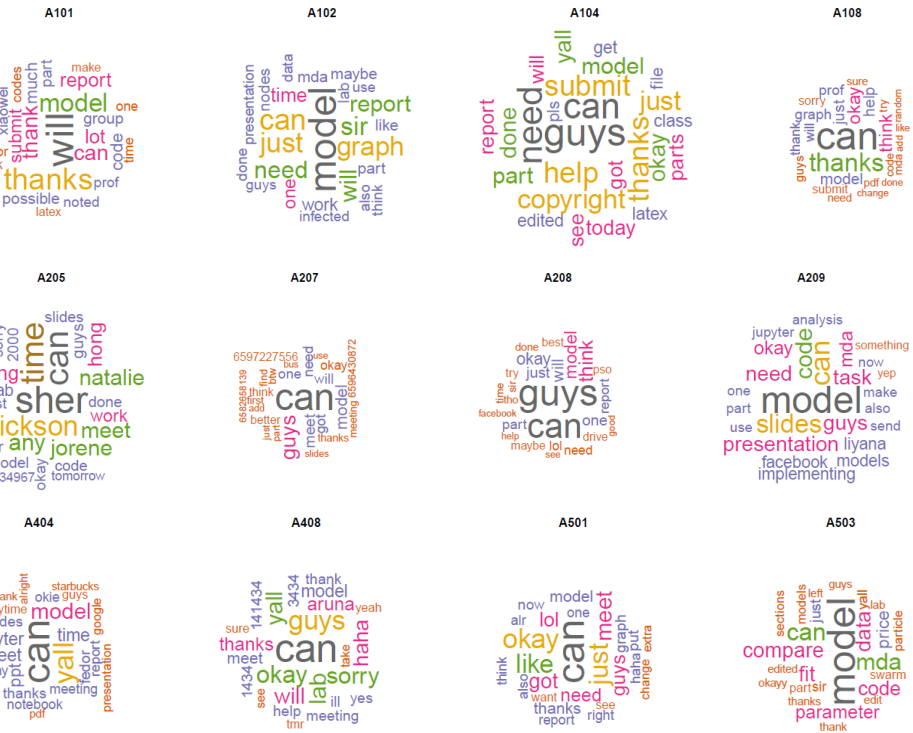 A101
A102
A104
A108
make
report
part
much
codes
submit
thank
xiaowei
model
one
group
will
lot
can
code
time
thanks
prof
possible noted
latex
data
mda maybe
nodes
presentation
time
lab use
report
can
model
sir like
just
graph
need
will
part
done
guys
one
work
also
think
infected
get
yall
will
model
file
submit
report
done
need
pls
can
just
class
guys
thanks
okay
parts
part
help
got
copyright
edited
latex
see
today
sure
prof
okay
help
try
random
sorry
just
graph
will
thank
can
think
like
add
mda
code
guys
thanks
model pdf done
submit
change
need
A205
A207
A208
A209
slides
2000
time
can
guys
hong
natalie
sher
done
work
any
meet
jorene
code
okay
tomorrow
6597227556
bus
need
use
okay
6596430872
btw
find
one
will
think
first
add
6582658139
can
model
meeting
better
guys
meet
got
just
part
thanks
slides
done best
okay
model
think
just
will
pso
try
sir
time
guys
report
facebook
part
can
one
good
help
drive
maybe lol need
see
analysis
jupyter
code
can
mda
something
okay
now
need
task
yep
one
model
make
part
also
use
slides guys
send
presentation
liyana
facebook
models
implementing
A404
A408
A501
A503
alright
starbucks
okie guys
model
google
can
time
yall
ppt
fedor
report
presentation
thanks
meeting
notebook
pdf
thank
3434
model
141434
yall
aruna
yeah
sure
guys
thanks
can
take
haha
meet
1434
okay
lab
sorry
see
will
ill
yes
help
meeting
tmr
model
now
one
alr
lol
can
meet
okay
just
graph
put
extra
think
like
guys
haha
change
also
got
want
need
see
thanks
right
report
guys
sections
models
left
just
model
data
yall
lab
price
particle
can
compare
mda
edited
fit
swarm
okayy
part sir
code
thanks
edit
parameter
thank